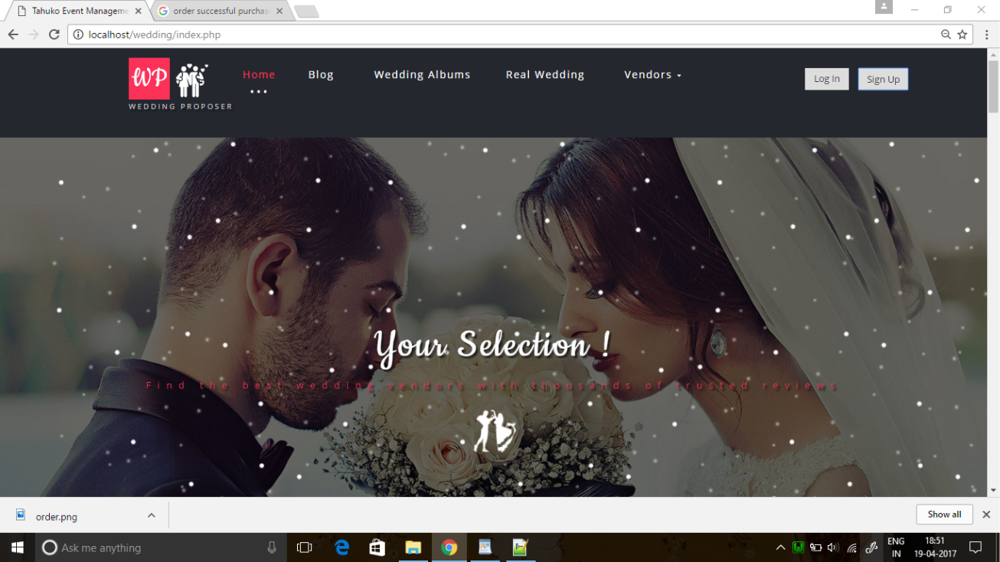 Tahuko Event Manageme
order successful purchas
localhost/wedding/index.php
WP
WEDDING PROPOSER
Home
Blog
Wedding Albums
Real Wedding
Vendors
Log In
Sign Up
Your Selection !
Find the best wedding vendors with thousands of trusted reviews
order.png
Show all
Ask me anything
ENG
IN
18:51
19-04-2017